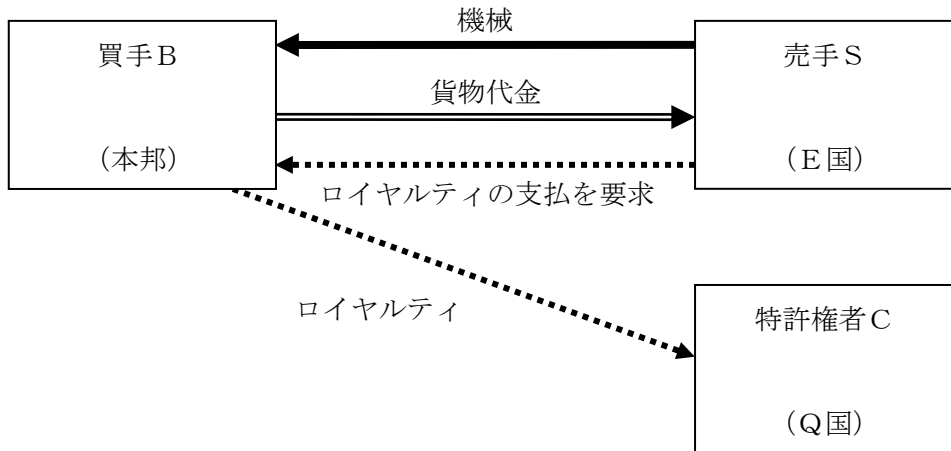 機械
買手Ｂ
売手Ｓ
貨物代金
（本邦）
（Ｅ国）
ロイヤルティの支払を要求
ロイヤルティ
特許権者Ｃ
（Ｑ国）